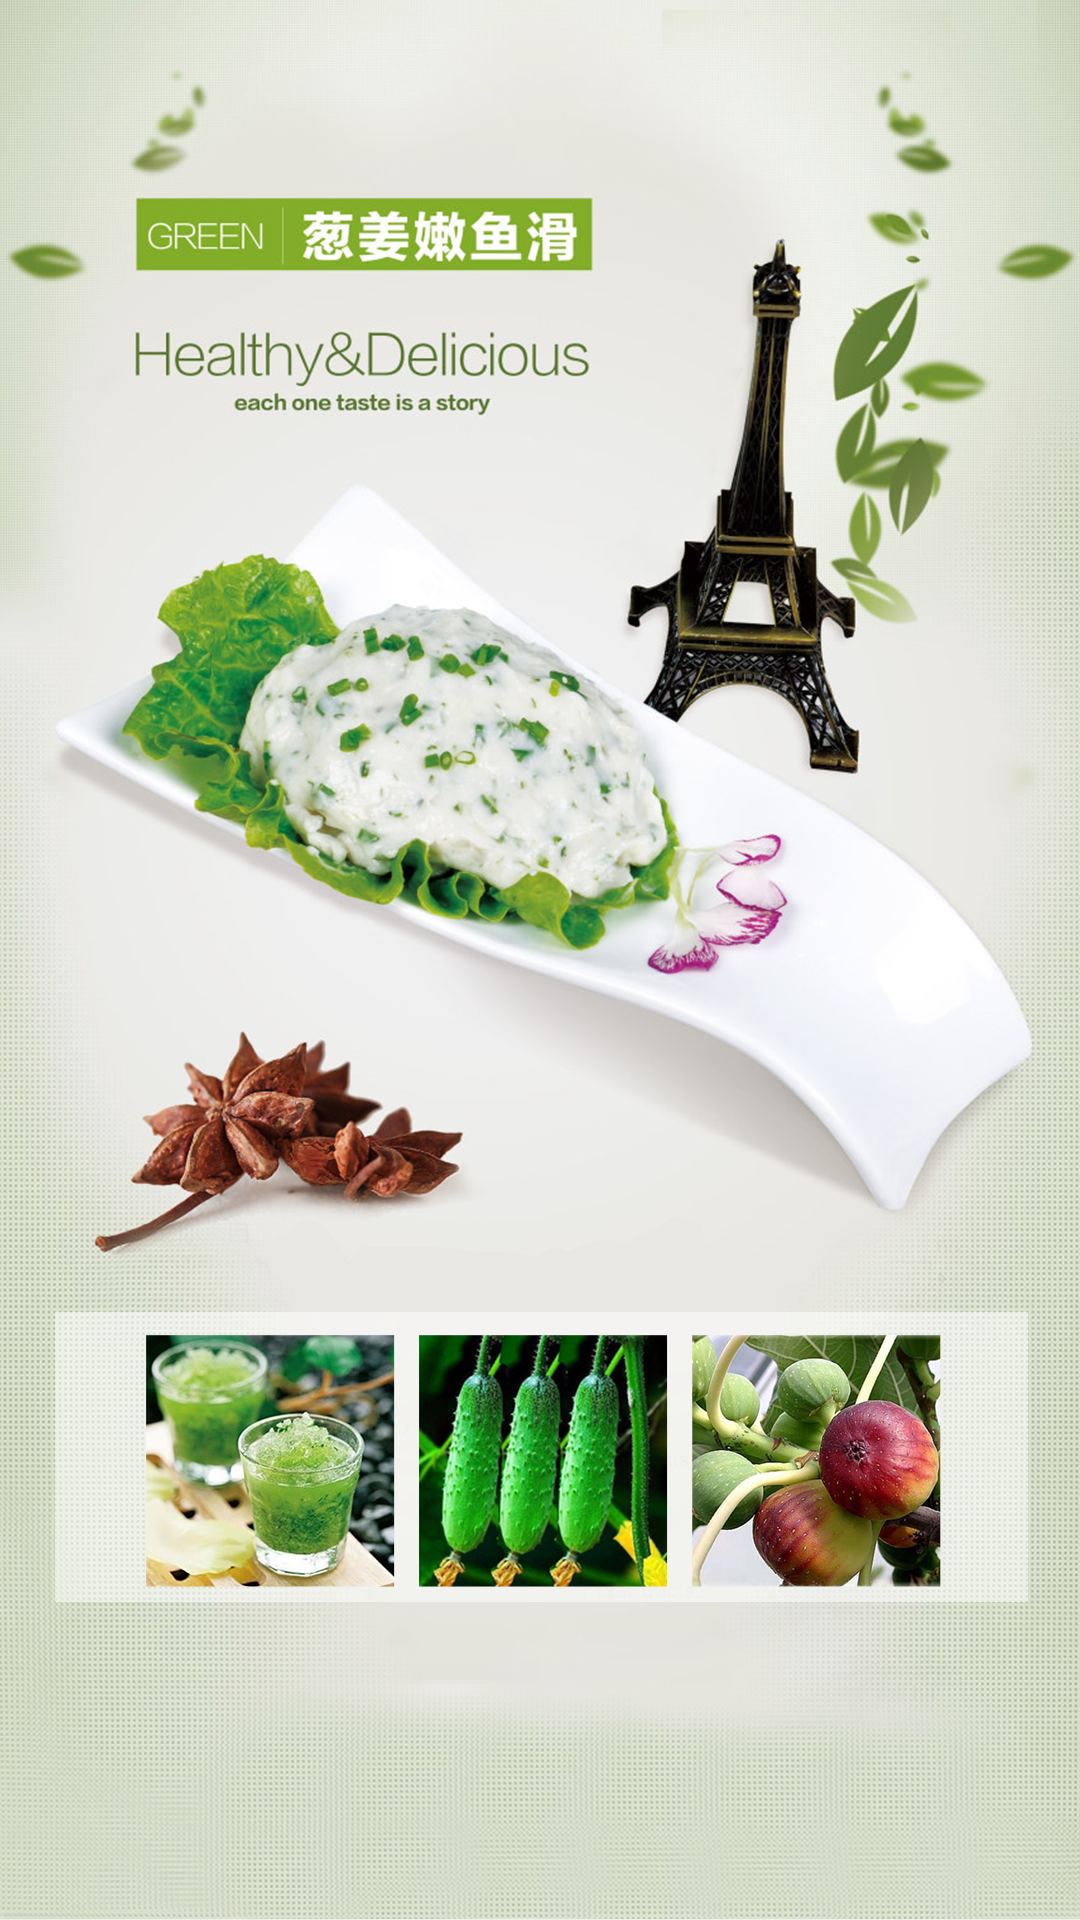 GREEN 葱姜嫩鱼滑
Healthy&Delicious
each one taste is a story